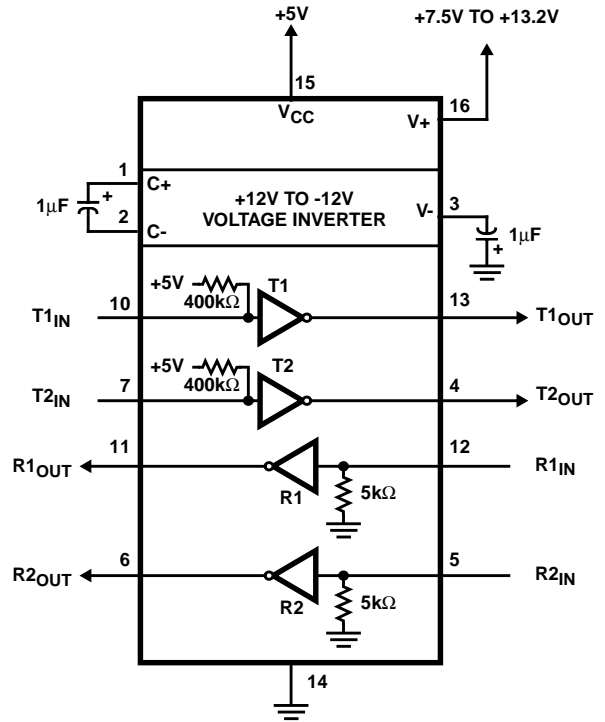 +5V
+7.5V TO +13.2V
15
VCC
16
V+
1
C+
1µF
+
2
C-
+12V TO -12V
VOLTAGE INVERTER
V-
3
1µF
+
+5V
400kΩ
T1
T1IN
10
13
T1OUT
+5V
400kΩ
T2
T2IN
7
4
T2OUT
R1OUT
11
R1
5kΩ
12
R1IN
R2OUT
6
R2
5kΩ
5
R2IN
14